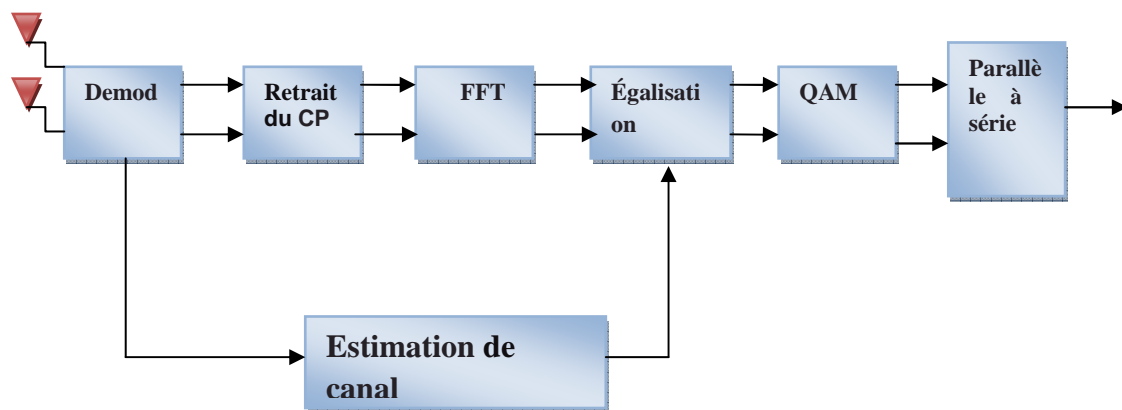 Demod
Retrait
du CP
FFT
Égalisati
on
QAM
Parallè
le à
série
Estimation de
canal